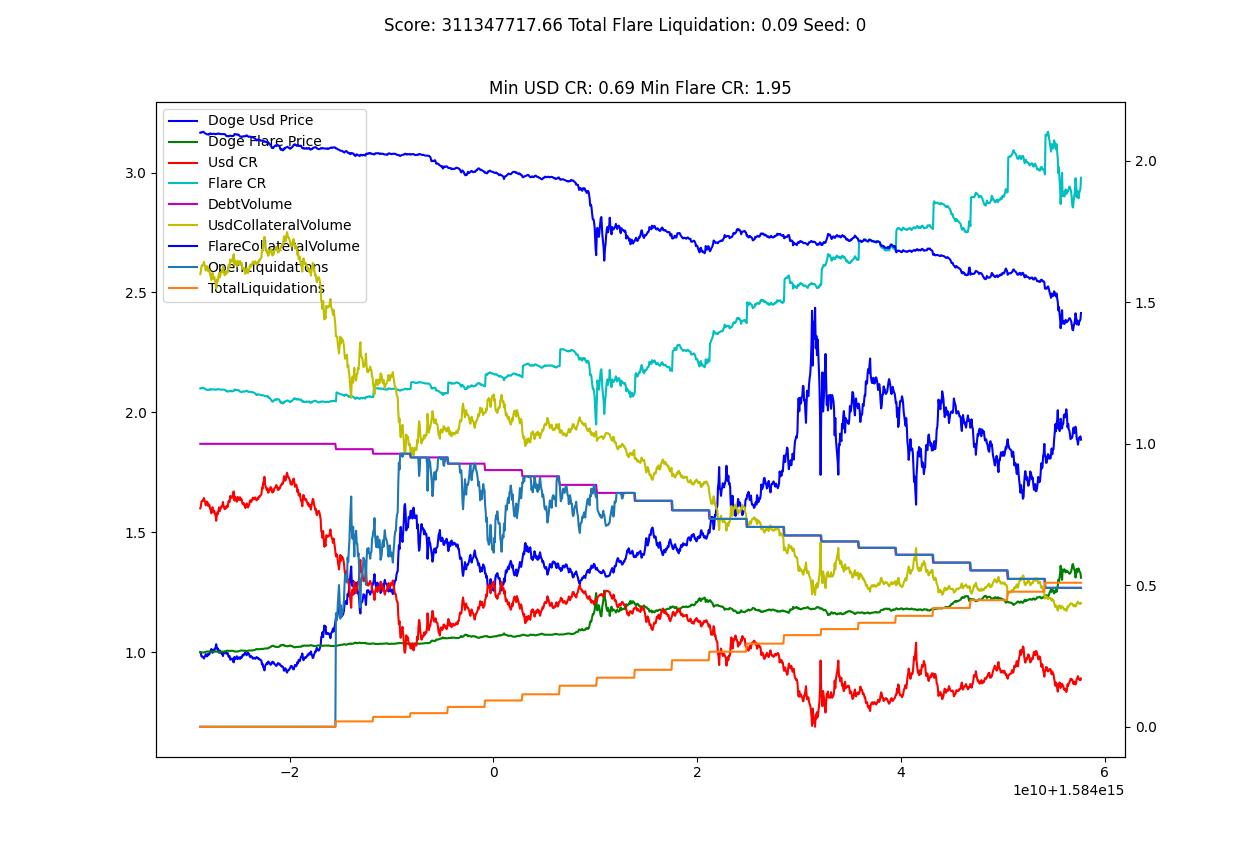 Score: 311347717.66 Total Flare Liquidation: 0.09 Seed: 0
Min USD CR: 0.69 Min Flare CR: 1.95
Doge Usd Price
Doge Flare Price
Usd CR
Flare CR
DebtVolume
UsdCollateralVolume
FlareCollateralVolume
OpenLiquidations
TotalLiquidations
3.0
2.5
2.0
1.5
1.0
2.0
1.5
1.0
0.5
0.0
−2
0
2
4
6
1e10+1.584e15